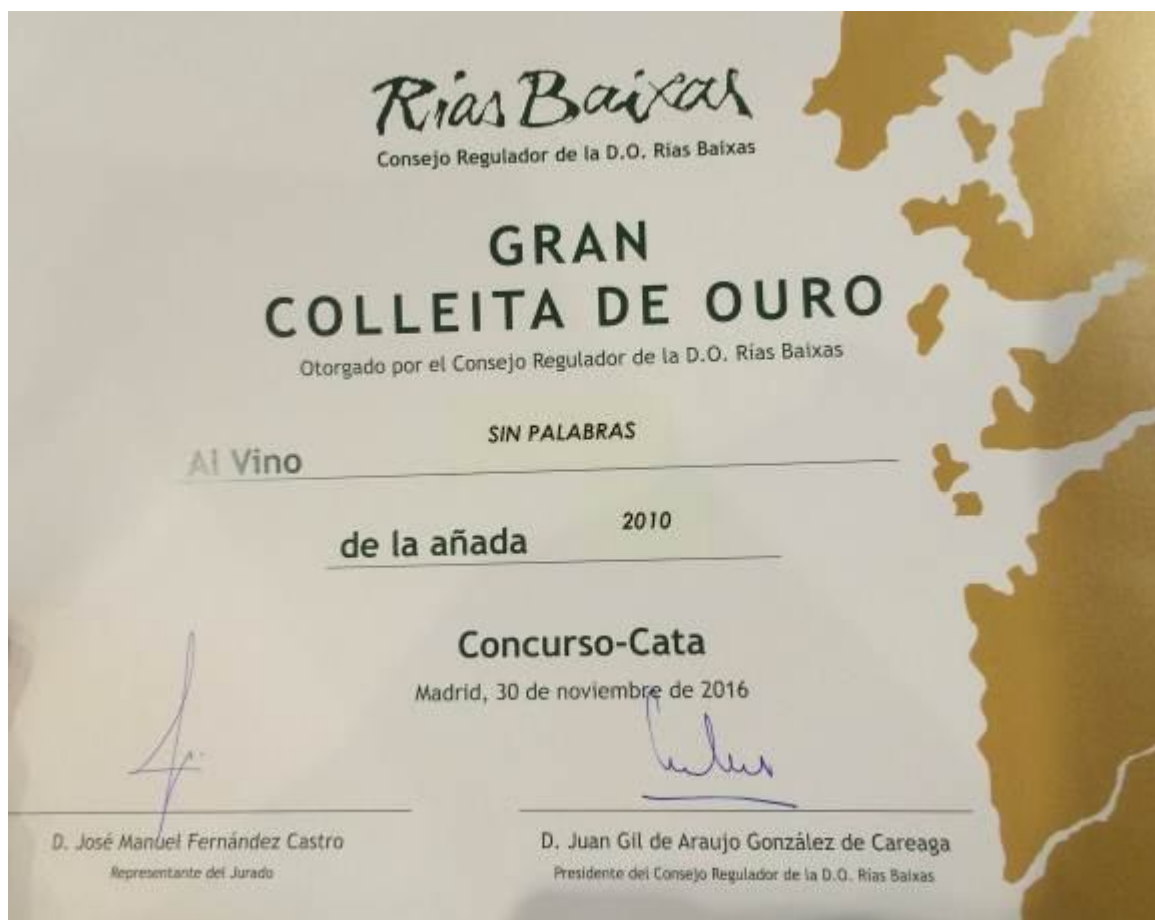 Rías Baixas
Consejo Regulador de la D.O. Rías Baixas
GRAN
COLLEITA DE OURO
Otorgado por el Consejo Regulador de la D.O. Rías Baixas
SIN PALABRAS
Al Vino
2010
de la añada
Concurso-Cata
Madrid, 30 de noviembre de 2016
D. José Manuel Fernández Castro
Representante del Jurado
D. Juan Gil de Araujo González de Careaga
Presidente del Consejo Regulador de la D.O. Rías Baixas